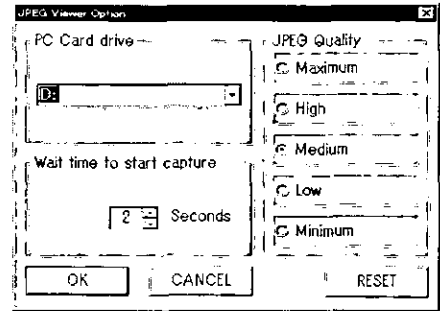 JPEG Viewer Option
PC Card drive
D:
Wait time to start capture
2 Seconds
JPEG Quality
Maximum
High
Medium
Low
Minimum
OK
CANCEL
RESET